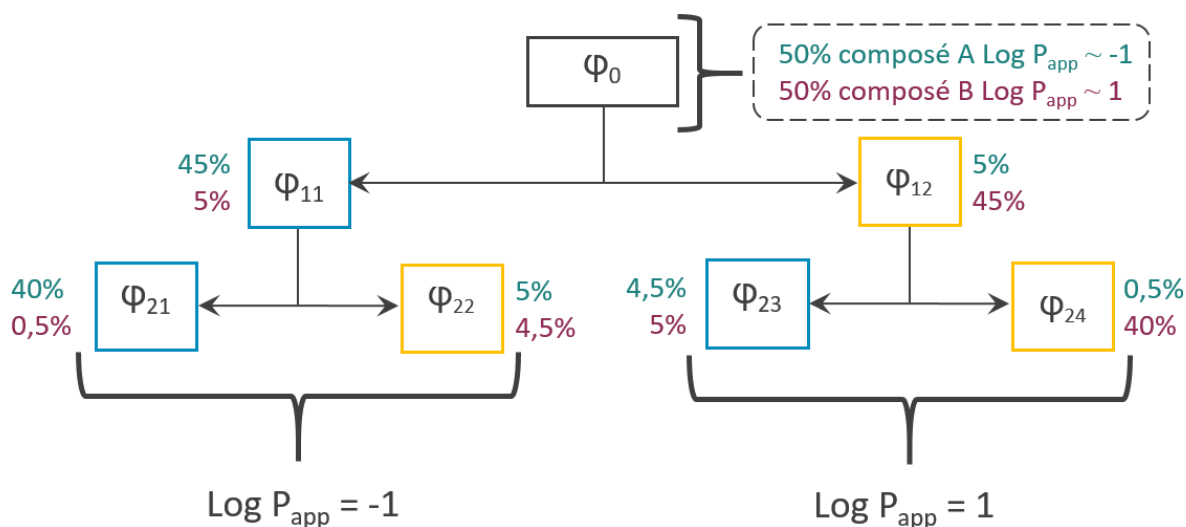 φ0
50% composé A Log Papp ~ -1
50% composé B Log Papp ~ 1
45%
5%
φ11
φ12
5%
45%
40%
0,5%
φ21
φ22
5%
4,5%
4,5%
5%
φ23
φ24
0,5%
40%
Log Papp = -1
Log Papp = 1